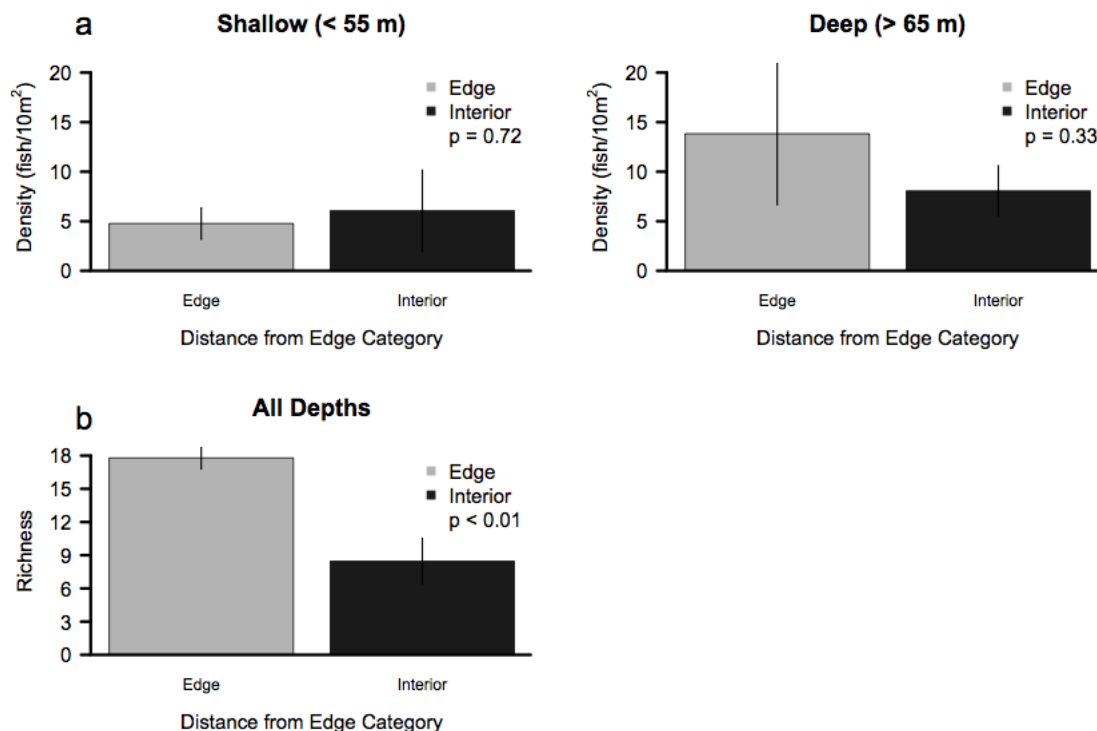 a
Shallow (< 55 m)
Density (fish/10m²)
20
15
10
5
0
Edge
Interior
p = 0.72
Edge
Interior
Distance from Edge Category
Deep (> 65 m)
Density (fish/10m²)
20
15
10
5
0
Edge
Interior
p = 0.33
Edge
Interior
Distance from Edge Category
b
All Depths
Richness
18
15
12
9
6
3
0
Edge
Interior
p < 0.01
Edge
Interior
Distance from Edge Category